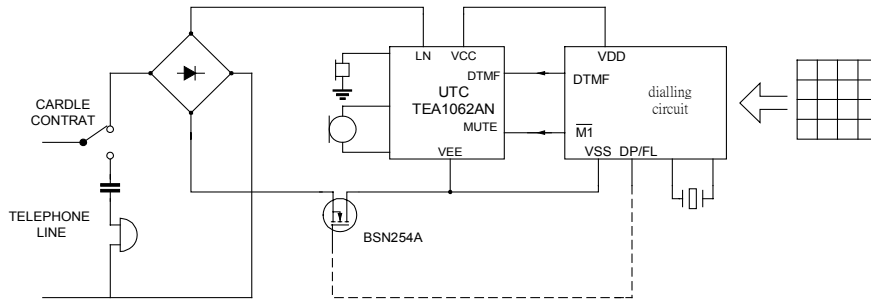 LN
VCC
VDD
DTMF
DTMF
UTC
TEA1062AN
dialling
circuit
CARDLE
CONTRAT
MUTE
M1
VEE
VSS DP/FL
TELEPHONE
LINE
BSN254A